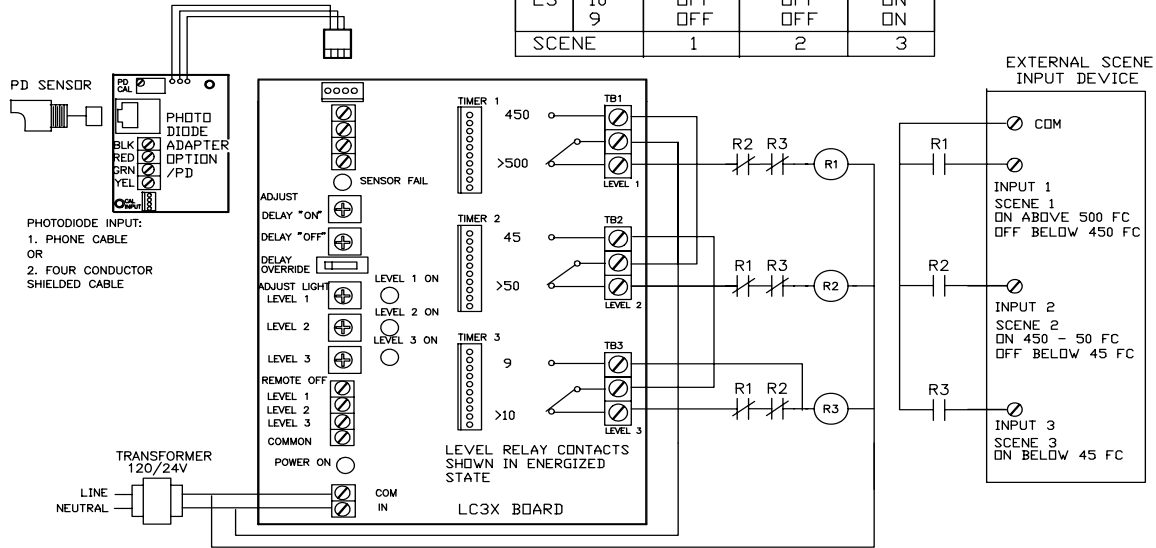 L3 10 OFF OFF ON
9 OFF OFF ON
SCENE 1 2 3
EXTERNAL SCENE
INPUT DEVICE
PD SENSOR
PD
CAL
PHOTO
DIODE
ADAPTER
OPTION
/PD
BLK
RED
GRN
YEL
CAL
INPUT
PHOTODIODE INPUT:
1. PHONE CABLE
OR
2. FOUR CONDUCTOR
SHIELDED CABLE
SENSOR FAIL
ADJUST
DELAY "ON"
DELAY "OFF"
DELAY
OVERRIDE
ADJUST LIGHT
LEVEL 1
LEVEL 2
LEVEL 3
LEVEL 1 ON
LEVEL 2 ON
LEVEL 3 ON
REMOTE OFF
LEVEL 1
LEVEL 2
LEVEL 3
COMMON
POWER ON
COM
IN
TIMER 1
450
>500
TB1
LEVEL 1
TIMER 2
45
>50
TB2
LEVEL 2
TIMER 3
9
>10
TB3
LEVEL 3
LEVEL RELAY CONTACTS
SHOWN IN ENERGIZED
STATE
LC3X BOARD
TRANSFORMER
120/24V
LINE
NEUTRAL
R2 R3 R1
R1 R3 R2
R1 R2 R3
R1
R2
R3
COM
INPUT 1
SCENE 1
ON ABOVE 500 FC
OFF BELOW 450 FC
INPUT 2
SCENE 2
ON 450 - 50 FC
OFF BELOW 45 FC
INPUT 3
SCENE 3
ON BELOW 45 FC